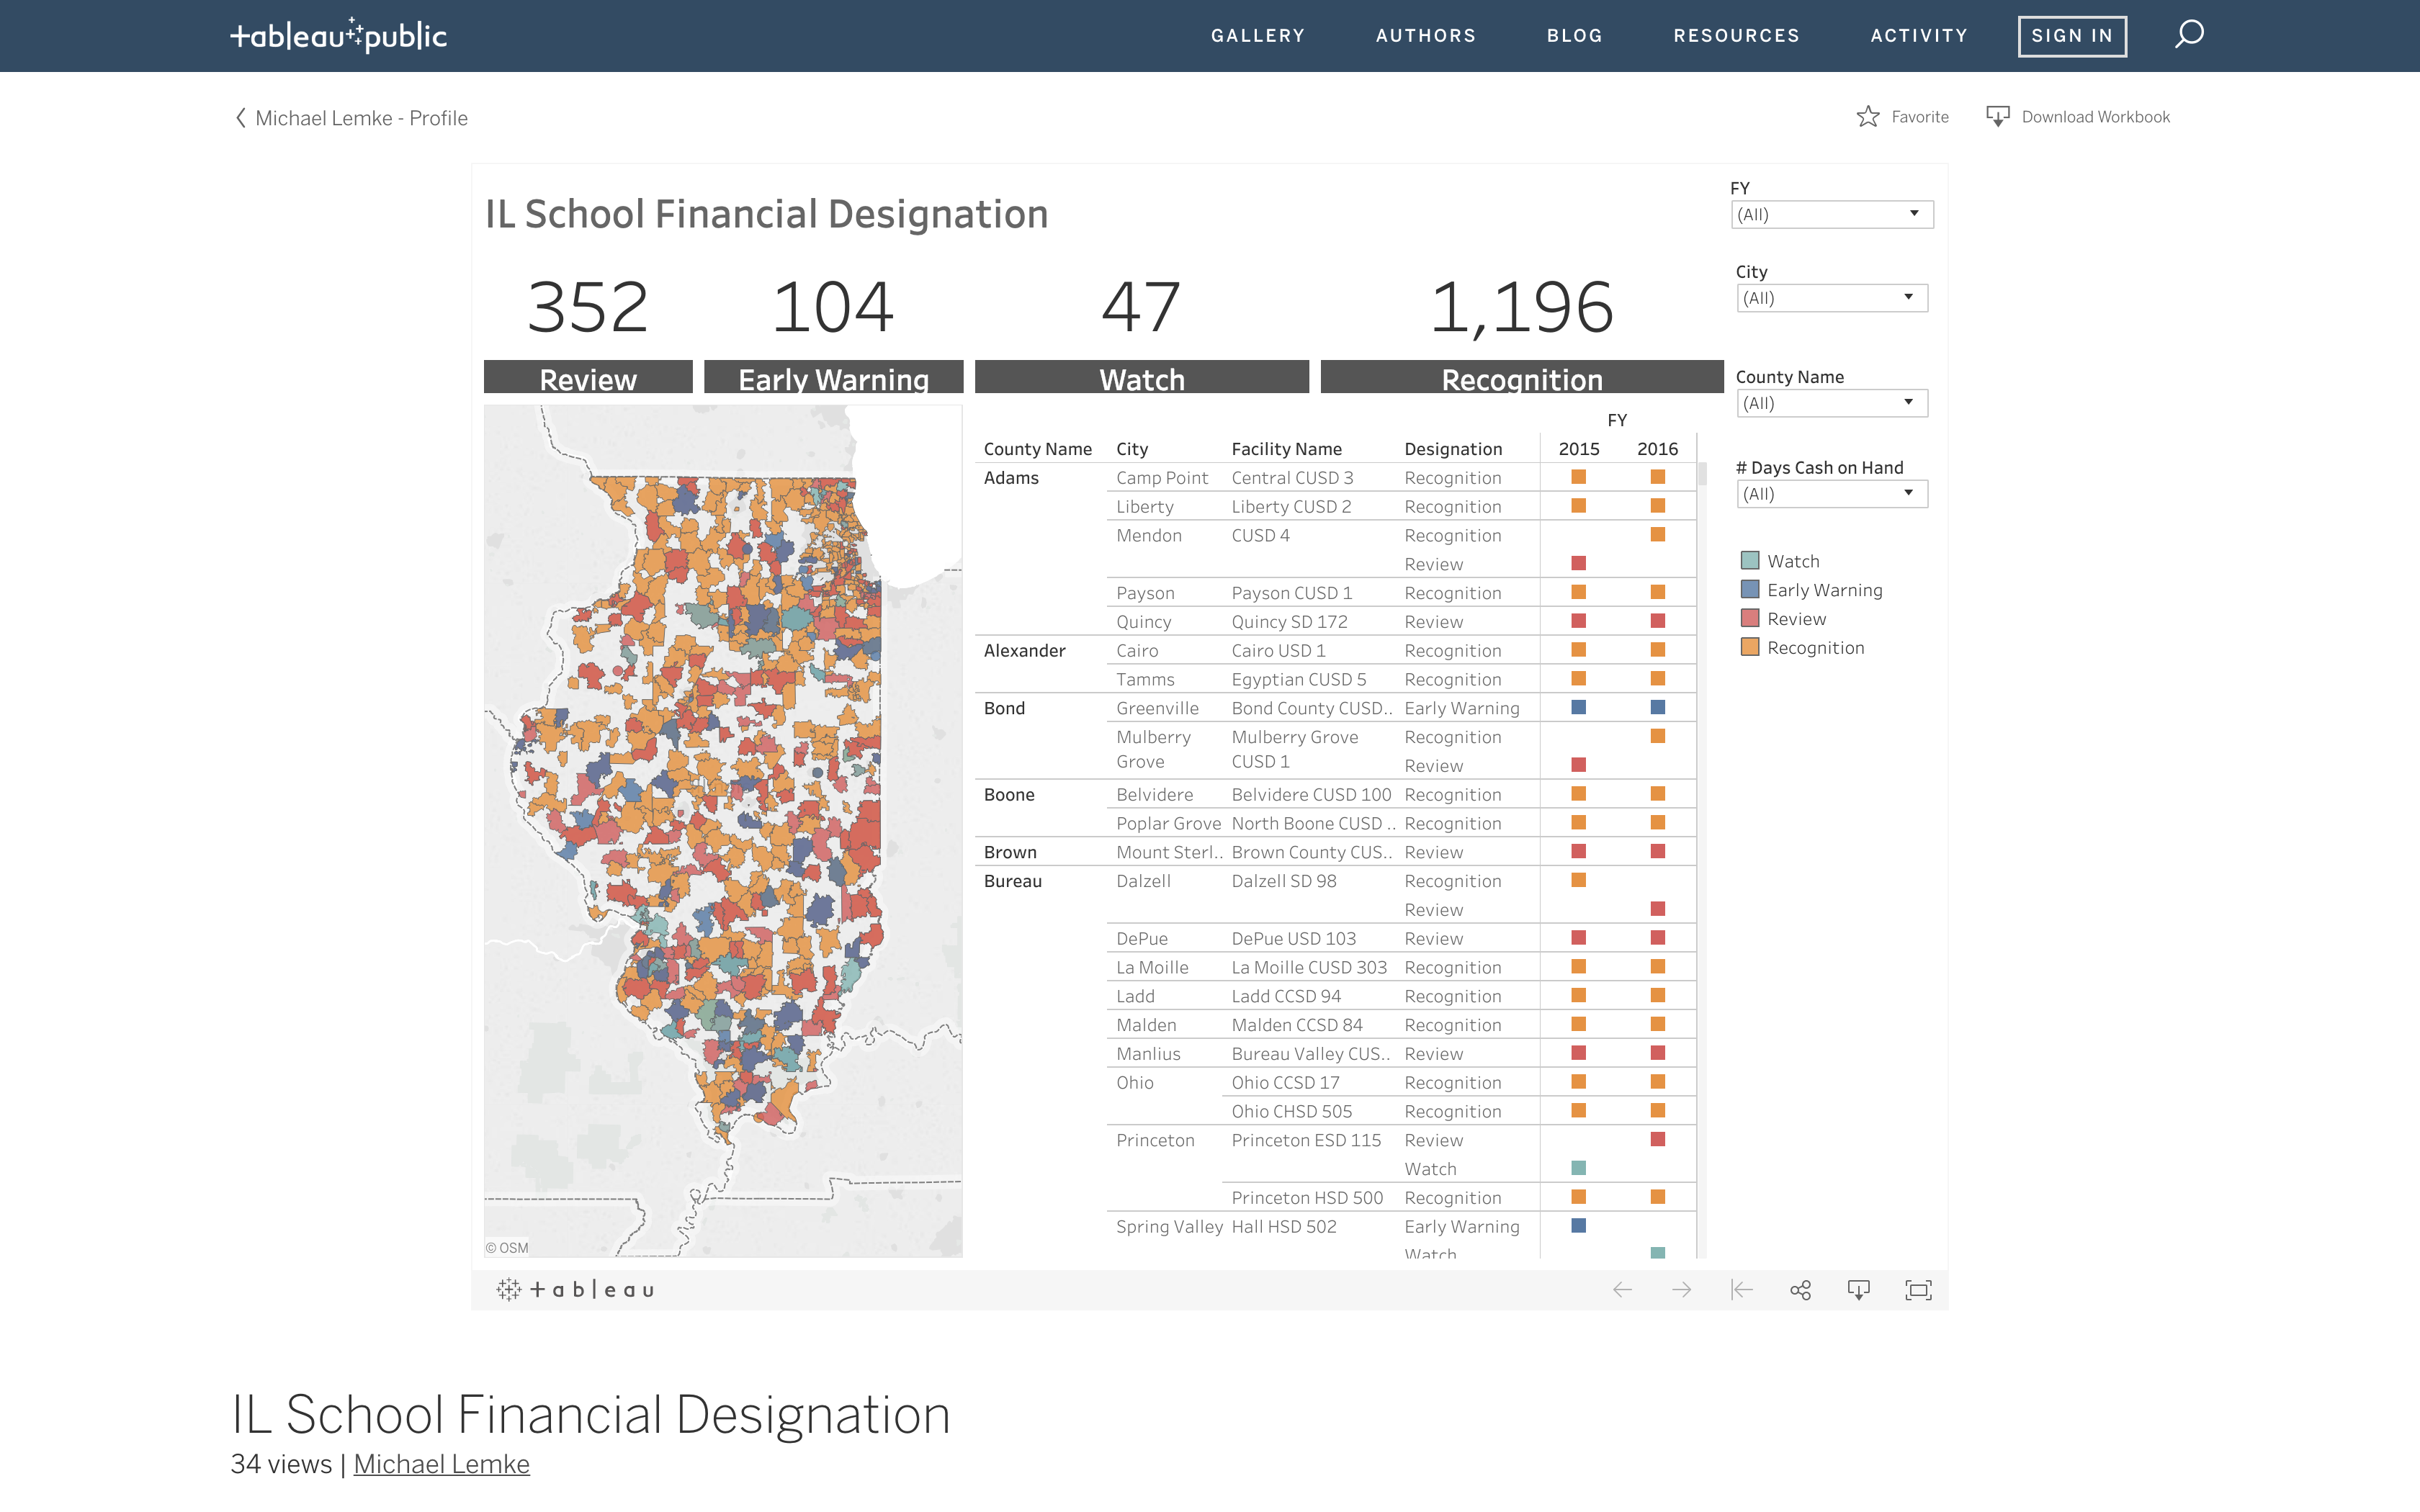 tableau public
GALLERY AUTHORS BLOG RESOURCES ACTIVITY SIGN IN
Michael Lemke - Profile
Favorite Download Workbook
IL School Financial Designation
352 104 47 1,196
Review Early Warning Watch Recognition
FY
(All)
City
(All)
County Name
(All)
# Days Cash on Hand
(All)
Watch
Early Warning
Review
Recognition
FY
County Name City Facility Name Designation 2015 2016
Adams Camp Point Central CUSD 3 Recognition
Liberty Liberty CUSD 2 Recognition
Mendon CUSD 4 Recognition
Review
Payson Payson CUSD 1 Recognition
Quincy Quincy SD 172 Review
Alexander Cairo Cairo USD 1 Recognition
Tamms Egyptian CUSD 5 Recognition
Bond Greenville Bond County CUSD.. Early Warning
Mulberry Grove Mulberry Grove CUSD 1 Recognition
Review
Boone Belvidere Belvidere CUSD 100 Recognition
Poplar Grove North Boone CUSD .. Recognition
Brown Mount Sterl.. Brown County CUS.. Review
Bureau Dalzell Dalzell SD 98 Recognition
Review
DePue DePue USD 103 Review
La Moille La Moille CUSD 303 Recognition
Ladd Ladd CCSD 94 Recognition
Malden Malden CCSD 84 Recognition
Manlius Bureau Valley CUS.. Review
Ohio Ohio CCSD 17 Recognition
Ohio CHSD 505 Recognition
Princeton Princeton ESD 115 Review
Watch
Princeton HSD 500 Recognition
Spring Valley Hall HSD 502 Early Warning
Watch
© OSM
tableau
IL School Financial Designation
34 views | Michael Lemke